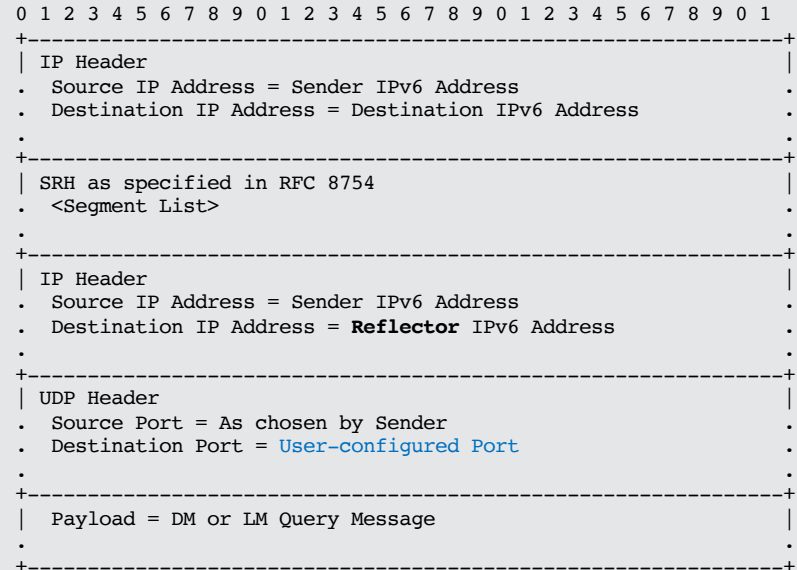 0 1 2 3 4 5 6 7 8 9 0 1 2 3 4 5 6 7 8 9 0 1 2 3 4 5 6 7 8 9 0 1
+---------------------------------------------------------------+
| IP Header |
. Source IP Address = Sender IPv6 Address .
. Destination IP Address = Destination IPv6 Address .
. .
+---------------------------------------------------------------+
| SRH as specified in RFC 8754 |
. <Segment List> .
. .
+---------------------------------------------------------------+
| IP Header |
. Source IP Address = Sender IPv6 Address .
. Destination IP Address = Reflector IPv6 Address .
. .
+---------------------------------------------------------------+
| UDP Header |
. Source Port = As chosen by Sender .
. Destination Port = User-configured Port .
. .
+---------------------------------------------------------------+
| Payload = DM or LM Query Message |
. .
+---------------------------------------------------------------+